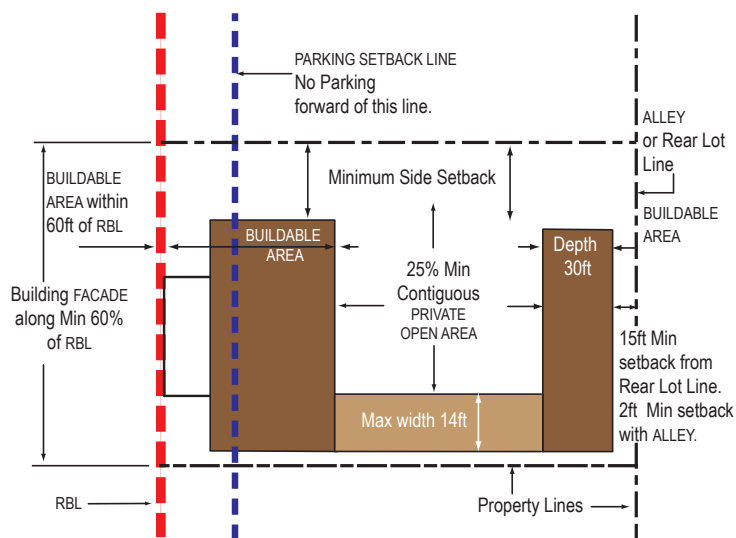 PARKING SETBACK LINE
No Parking
forward of this line.
ALLEY
or Rear Lot
Line
BUILDABLE
AREA within
60ft of RBL
Minimum Side Setback
BUILDABLE
AREA
BUILDABLE
AREA
Depth
30ft
25% Min
Contiguous
PRIVATE
OPEN AREA
Building FACADE
along Min 60%
of RBL
15ft Min
setback from
Rear Lot Line.
2ft Min setback
with ALLEY.
Max width 14ft
RBL
Property Lines